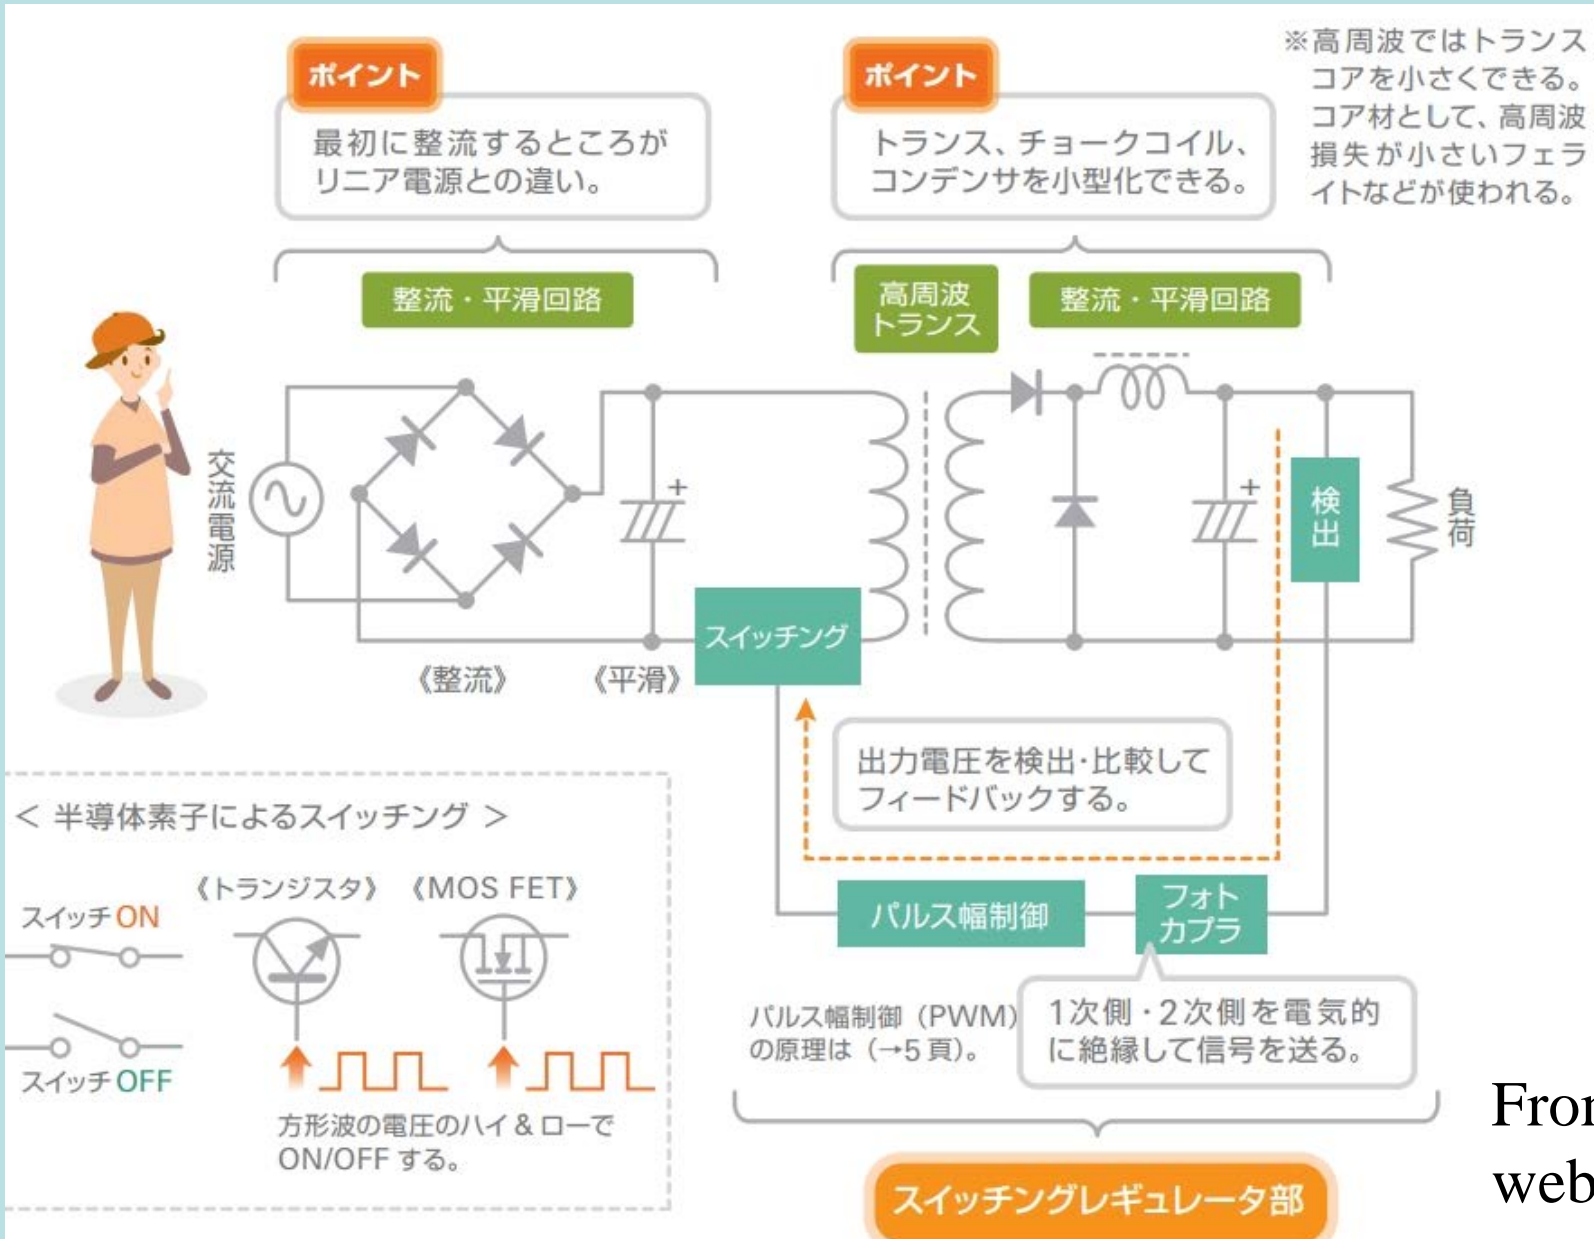 ポイント
最初に整流するところが
リニア電源との違い。
ポイント
トランス、チョークコイル、
コンデンサを小型化できる。
※高周波ではトランス
コアを小さくできる。
コア材として、高周波
損失が小さいフェラ
イトなどが使われる。
整流・平滑回路
高周波
トランス
整流・平滑回路
交流電源
+
+
検出
負荷
スイッチング
《整流》
《平滑》
出力電圧を検出・比較して
フィードバックする。
パルス幅制御
フォト
カプラ
パルス幅制御（PWM）
の原理は（→5頁）。
1次側・2次側を電気的
に絶縁して信号を送る。
スイッチングレギュレータ部
＜ 半導体素子によるスイッチング ＞
《トランジスタ》 《MOS FET》
スイッチ ON
スイッチ OFF
方形波の電圧のハイ & ローで
ON/OFF する。
web